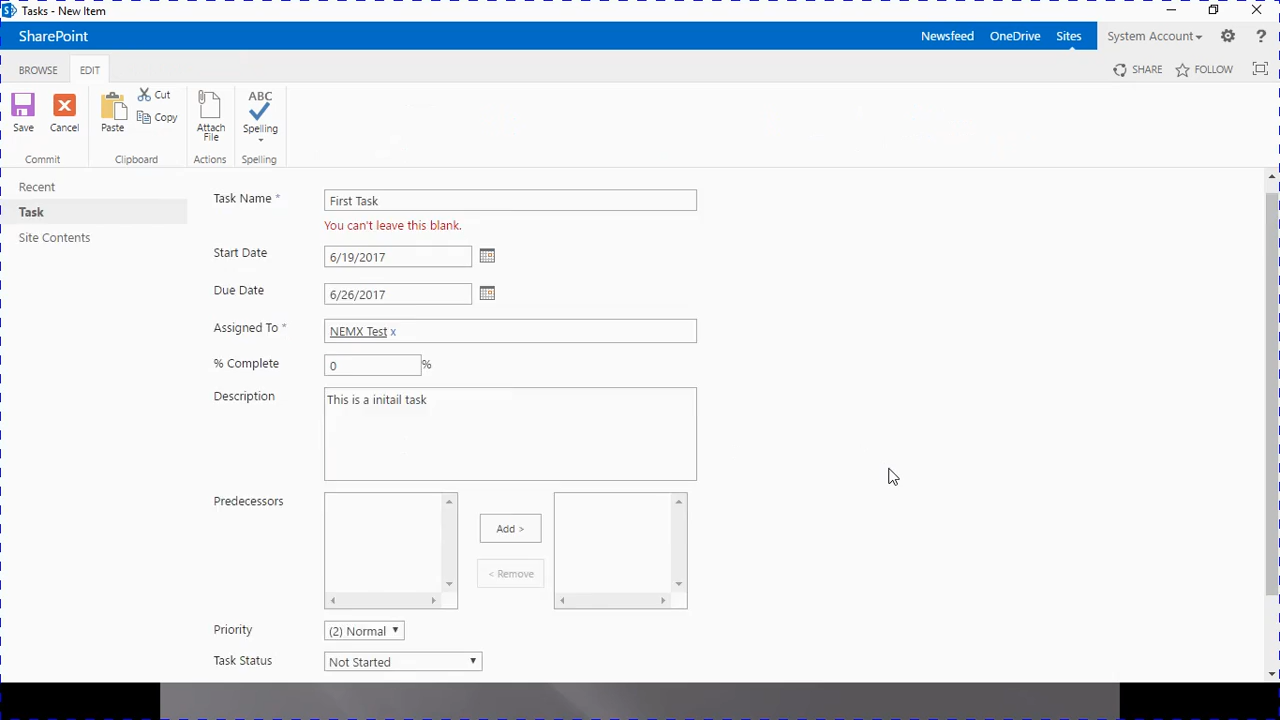 Tasks - New Item
SharePoint
Newsfeed OneDrive Sites System Account ?
BROWSE EDIT SHARE FOLLOW
Save Cancel Paste Cut Copy Attach File ABC Spelling
Commit Clipboard Actions Spelling
Recent
Task
Site Contents
Task Name * First Task
You can't leave this blank.
Start Date 6/19/2017
Due Date 6/26/2017
Assigned To * NEMX Test x
% Complete 0 %
Description This is a initail task
Predecessors
Add >
< Remove
Priority (2) Normal
Task Status Not Started